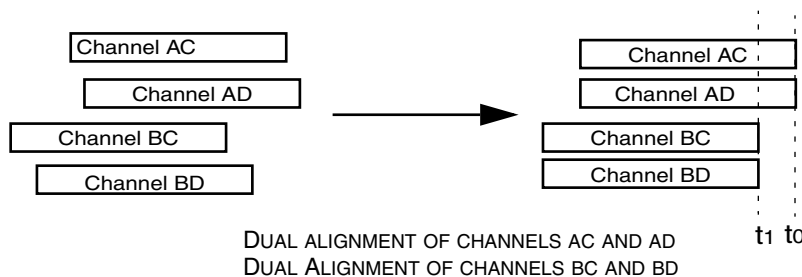 Channel AC
Channel AD
Channel BC
Channel BD
Channel AC
Channel AD
Channel BC
Channel BD
t1 t0
DUAL ALIGNMENT OF CHANNELS AC AND AD
DUAL ALIGNMENT OF CHANNELS BC AND BD